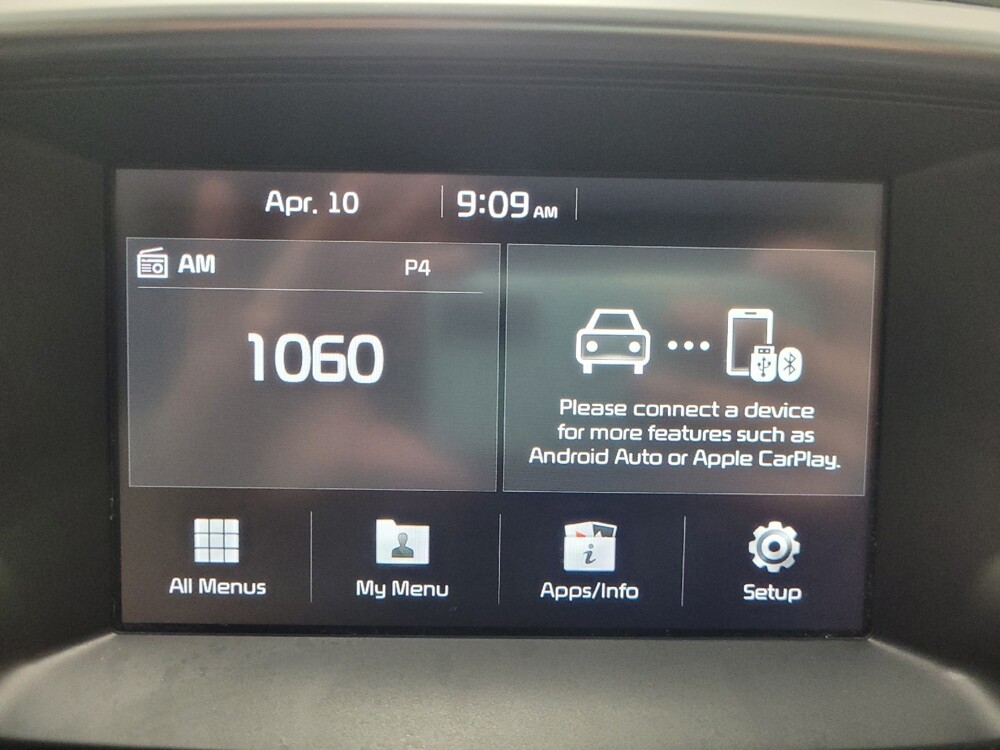 Apr. 10
9:09 AM
AM
P4
1060
Please connect a device
for more features such as
Android Auto or Apple CarPlay.
All Menus
My Menu
i
Apps/Info
Setup